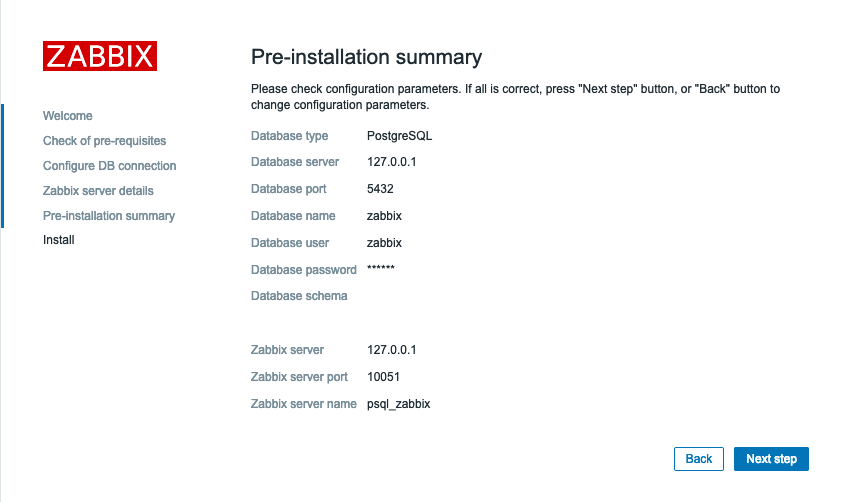 ZABBIX
Welcome
Check of pre-requisites
Configure DB connection
Zabbix server details
Pre-installation summary
Install
Pre-installation summary
Please check configuration parameters. If all is correct, press "Next step" button, or "Back" button to
change configuration parameters.
Database type PostgreSQL
Database server 127.0.0.1
Database port 5432
Database name zabbix
Database user zabbix
Database password ******
Database schema
Zabbix server 127.0.0.1
Zabbix server port 10051
Zabbix server name psql_zabbix
Back Next step